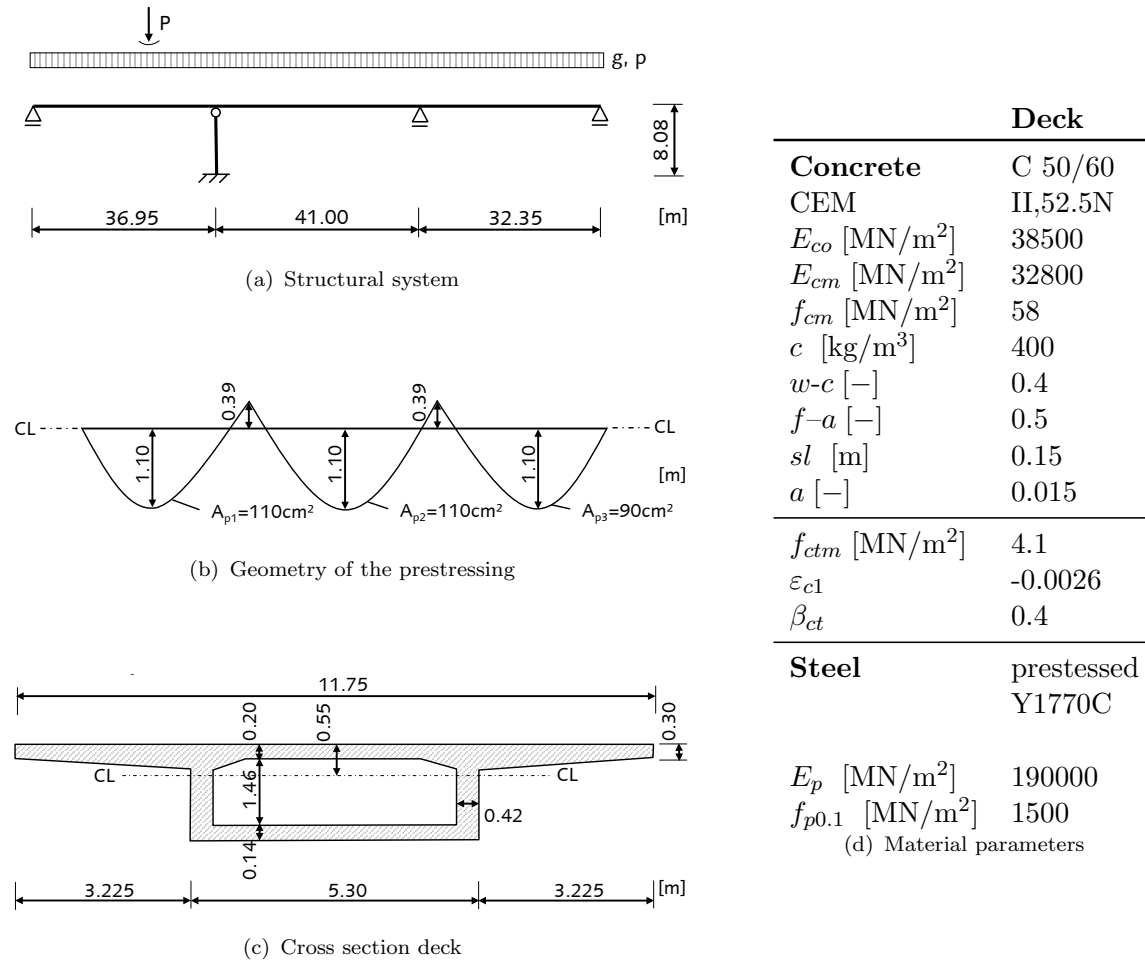 P
g, p
8.08
36.95 41.00 32.35 [m]
(a) Structural system
0.39 0.39
CL CL
1.10 1.10 1.10 [m]
A_p1=110cm² A_p2=110cm² A_p3=90cm²
(b) Geometry of the prestressing
11.75
0.20 0.55 0.30
CL CL
1.46 0.42
0.14
3.225 5.30 3.225 [m]
(c) Cross section deck
Deck
Concrete C 50/60
CEM II,52.5N
E_co [MN/m²] 38500
E_cm [MN/m²] 32800
f_cm [MN/m²] 58
c [kg/m³] 400
w-c [−] 0.4
f–a [−] 0.5
sl [m] 0.15
a [−] 0.015
f_ctm [MN/m²] 4.1
ε_c1 -0.0026
β_ct 0.4
Steel prestessed
Y1770C
E_p [MN/m²] 190000
f_p0.1 [MN/m²] 1500
(d) Material parameters